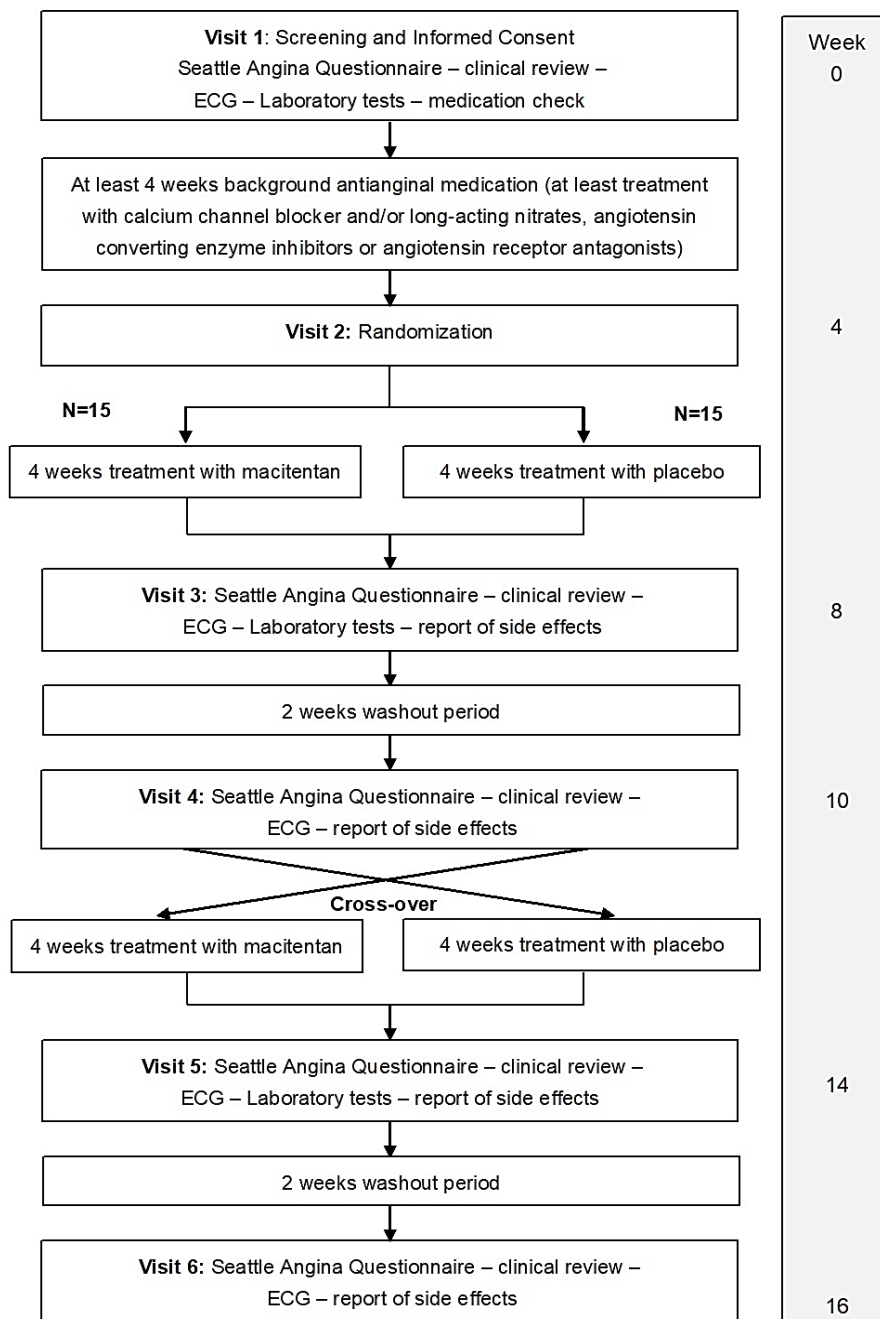 Visit 1: Screening and Informed Consent
Seattle Angina Questionnaire – clinical review –
ECG – Laboratory tests – medication check
Week
0
At least 4 weeks background antianginal medication (at least treatment
with calcium channel blocker and/or long-acting nitrates, angiotensin
converting enzyme inhibitors or angiotensin receptor antagonists)
Visit 2: Randomization
4
N=15
N=15
4 weeks treatment with macitentan
4 weeks treatment with placebo
Visit 3: Seattle Angina Questionnaire – clinical review –
ECG – Laboratory tests – report of side effects
8
2 weeks washout period
Visit 4: Seattle Angina Questionnaire – clinical review –
ECG – report of side effects
10
Cross-over
4 weeks treatment with macitentan
4 weeks treatment with placebo
Visit 5: Seattle Angina Questionnaire – clinical review –
ECG – Laboratory tests – report of side effects
14
2 weeks washout period
Visit 6: Seattle Angina Questionnaire – clinical review –
ECG – report of side effects
16